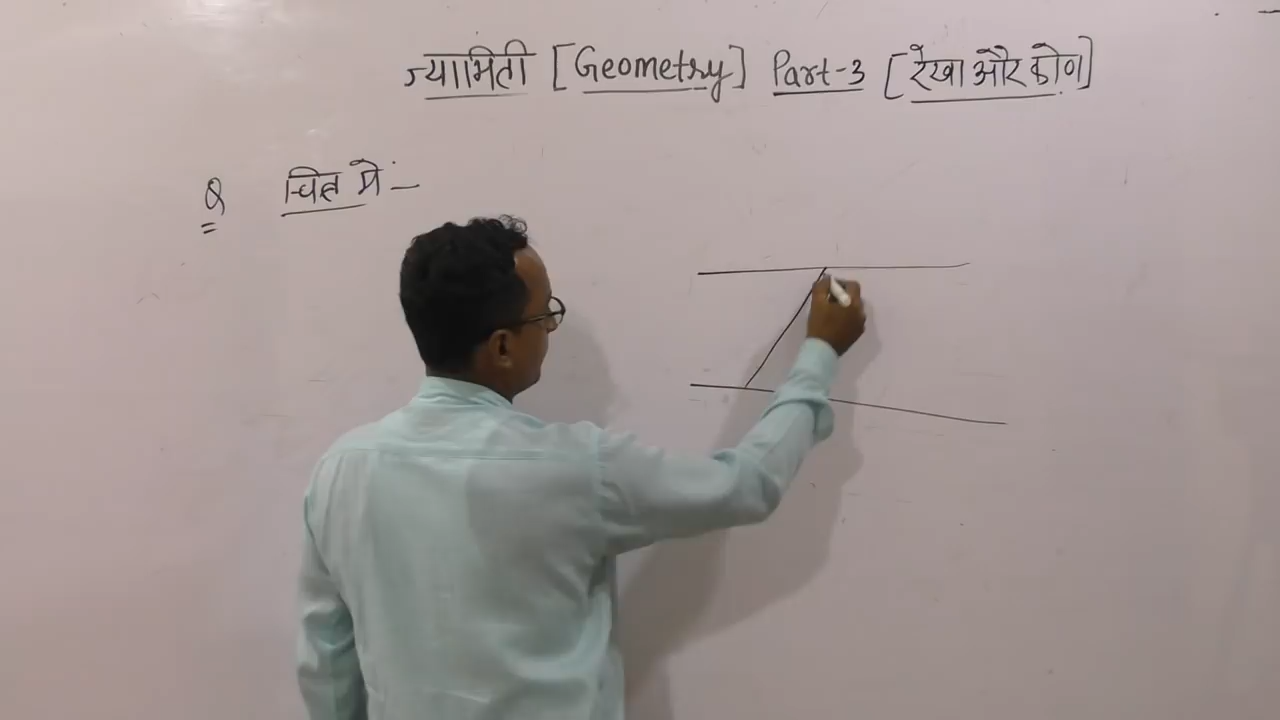 ज्यामिती [Geometry] Part-3 [रेखा और कोण]
Q चित्र में :-